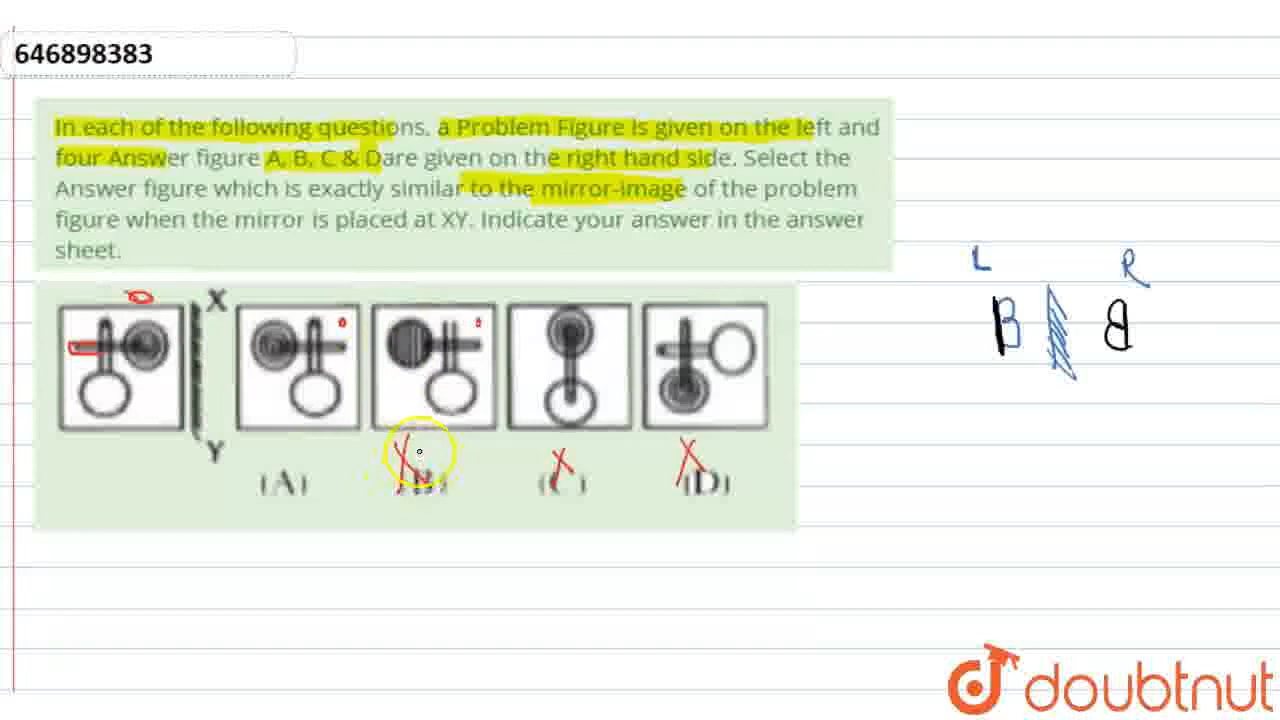 646898383
In each of the following questions, a Problem Figure is given on the left and
four Answer figure A, B, C & Dare given on the right hand side. Select the
Answer figure which is exactly similar to the mirror-image of the problem
figure when the mirror is placed at XY. Indicate your answer in the answer
sheet.
L R
B B
X
Y
(A) (B) (C) (D)
doubtnut